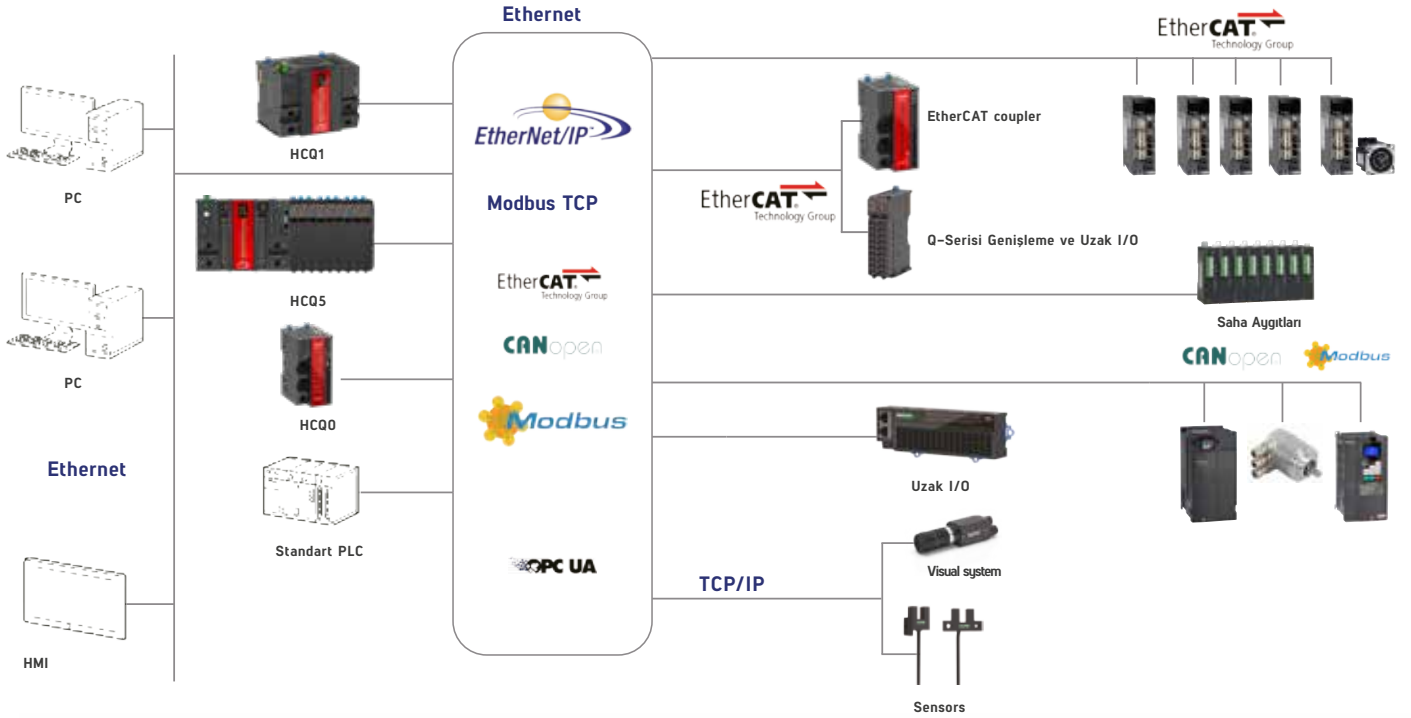 Ethernet
EtherCAT
Technology Group
PC
HCQ1
EtherNet/IP
EtherCAT coupler
Modbus TCP
EtherCAT
Technology Group
Q-Serisi Genişleme ve Uzak I/O
HCQ5
EtherCAT
Technology Group
Saha Aygıtları
PC
HCQ0
CANopen
CANopen
Modbus
Modbus
Ethernet
Uzak I/O
Standart PLC
OPC UA
Visual system
TCP/IP
HMI
Sensors